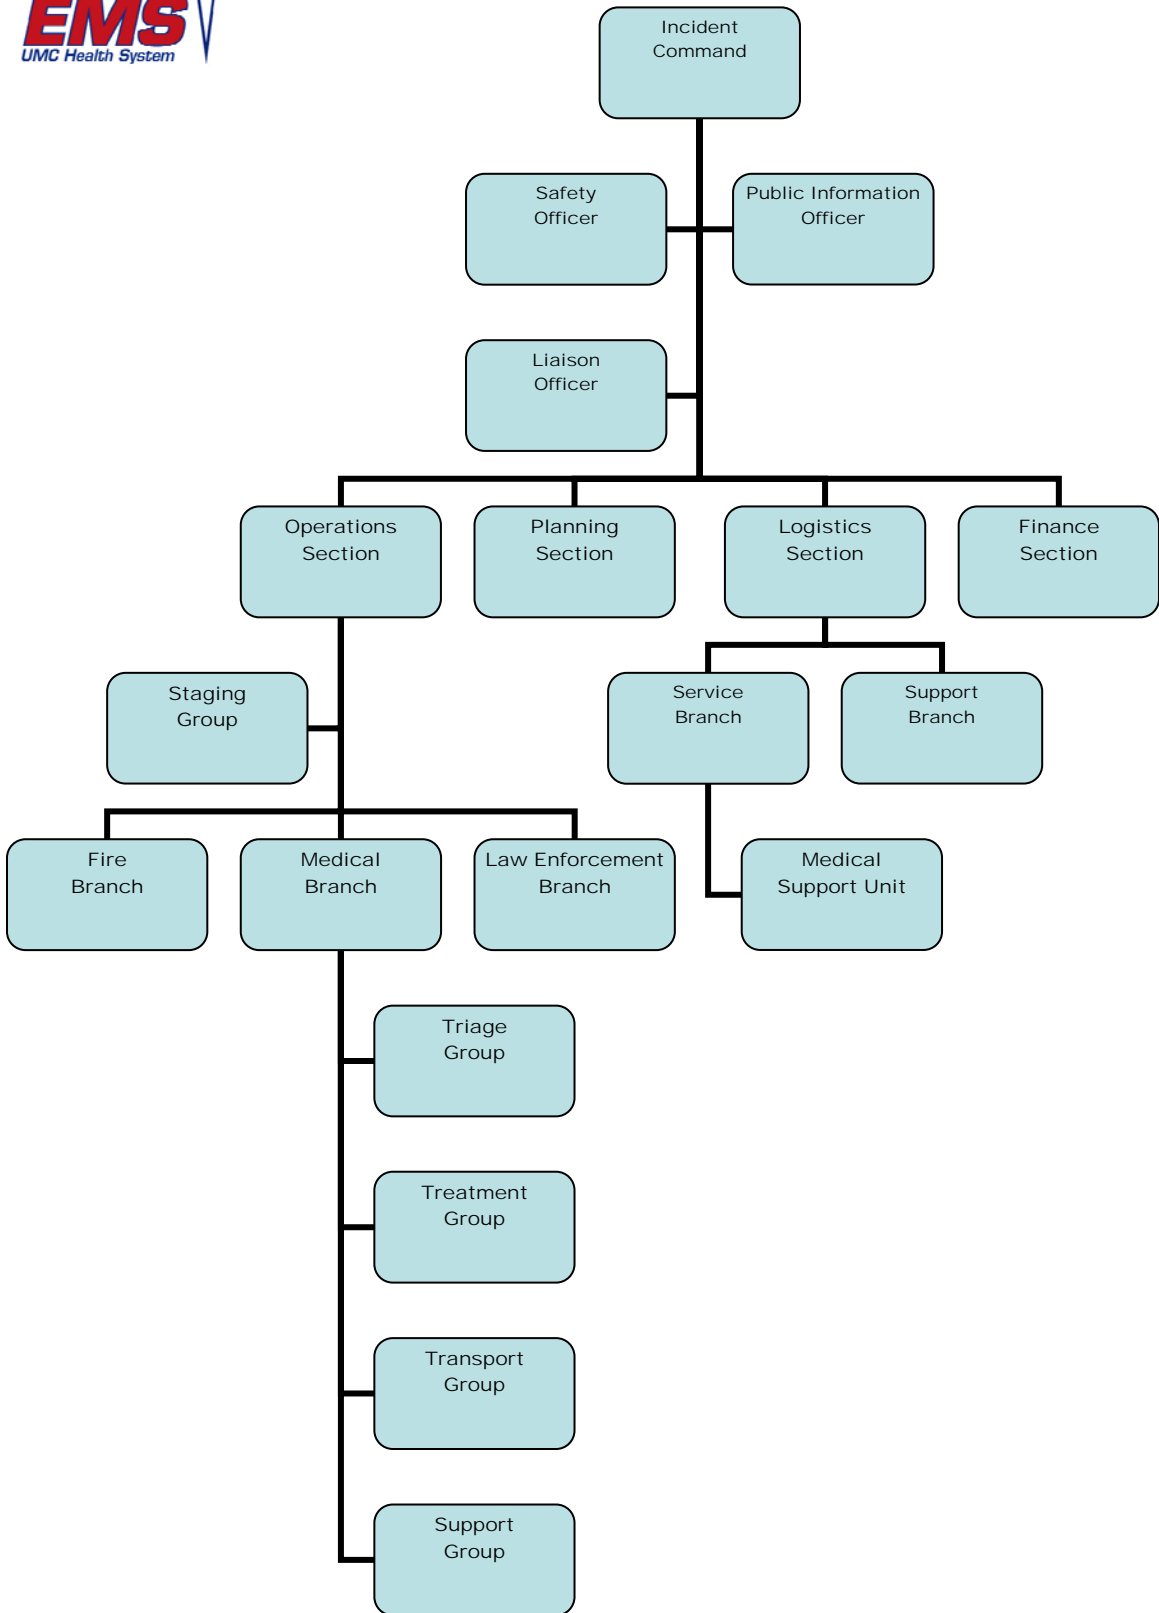 EMS
UMC Health System
Incident
Command
Safety
Officer
Public Information
Officer
Liaison
Officer
Operations
Section
Planning
Section
Logistics
Section
Finance
Section
Staging
Group
Service
Branch
Support
Branch
Fire
Branch
Medical
Branch
Law Enforcement
Branch
Medical
Support Unit
Triage
Group
Treatment
Group
Transport
Group
Support
Group